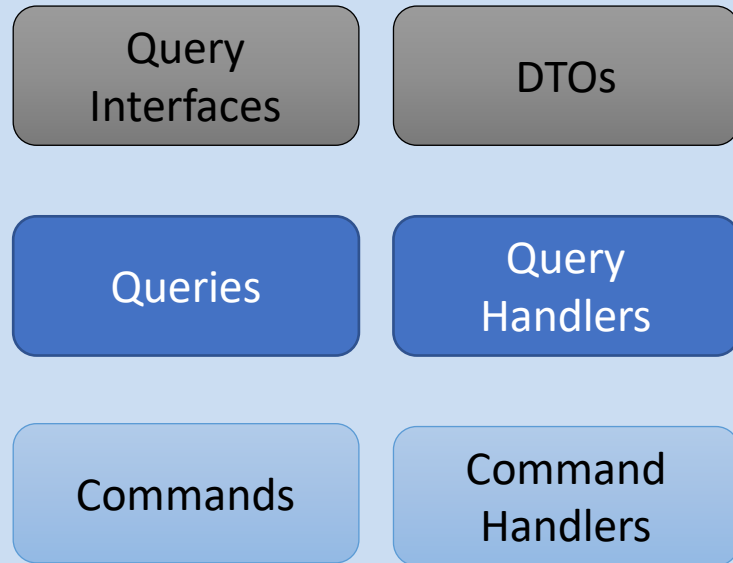 Query
Interfaces
DTOs
Queries
Query
Handlers
Commands
Command
Handlers